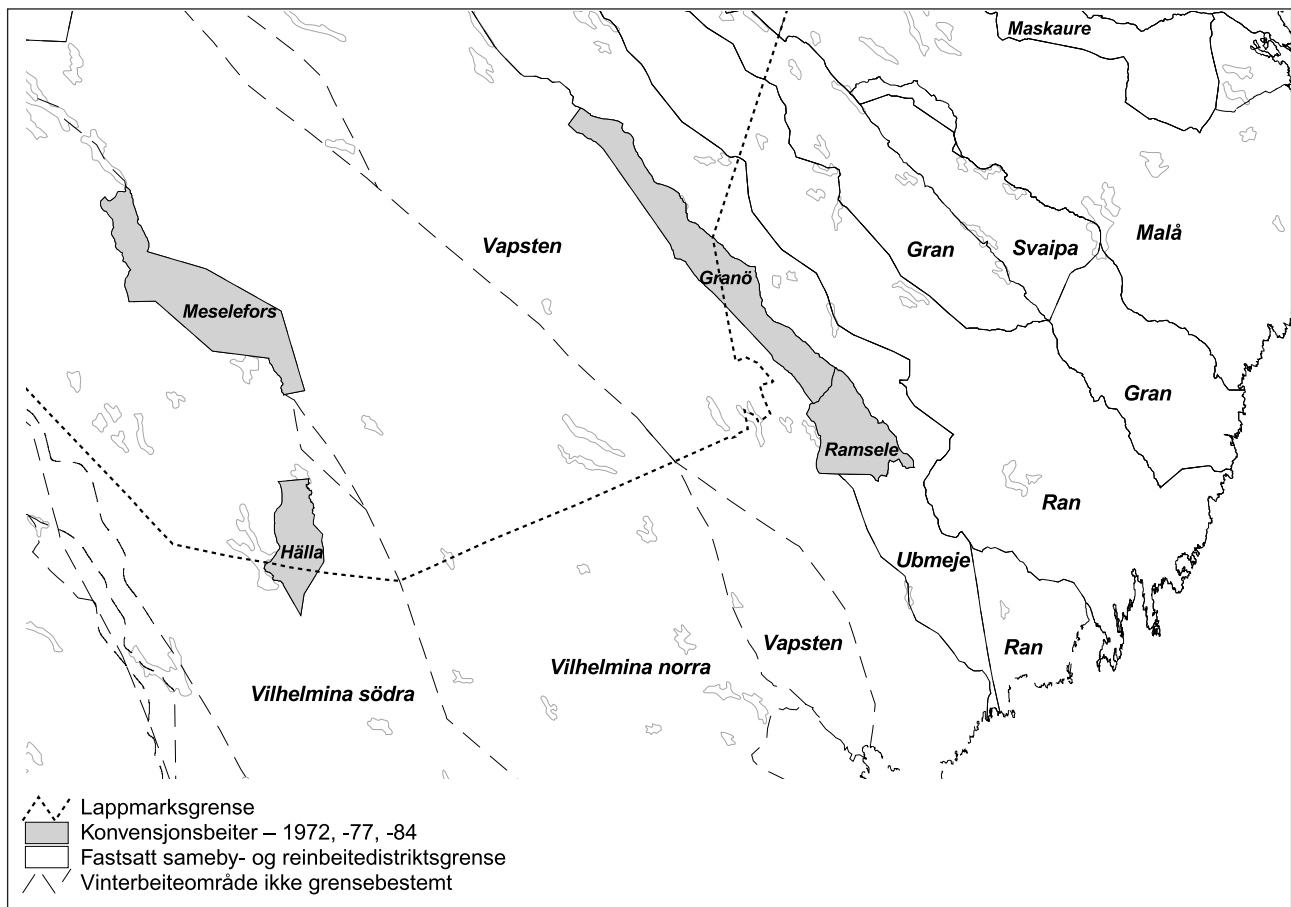 Maskaure
Malå
Vapsten
Gran
Svaipa
Granö
Meselefors
Gran
Ramsele
Ran
Hälla
Ubmeje
Vapsten
Ran
Vilhelmina norra
Vilhelmina södra
Lappmarksgrense
Konvensjonsbeiter – 1972, -77, -84
Fastsatt sameby- og reinbeitedistriktsgrense
Vinterbeiteområde ikke grensebestemt